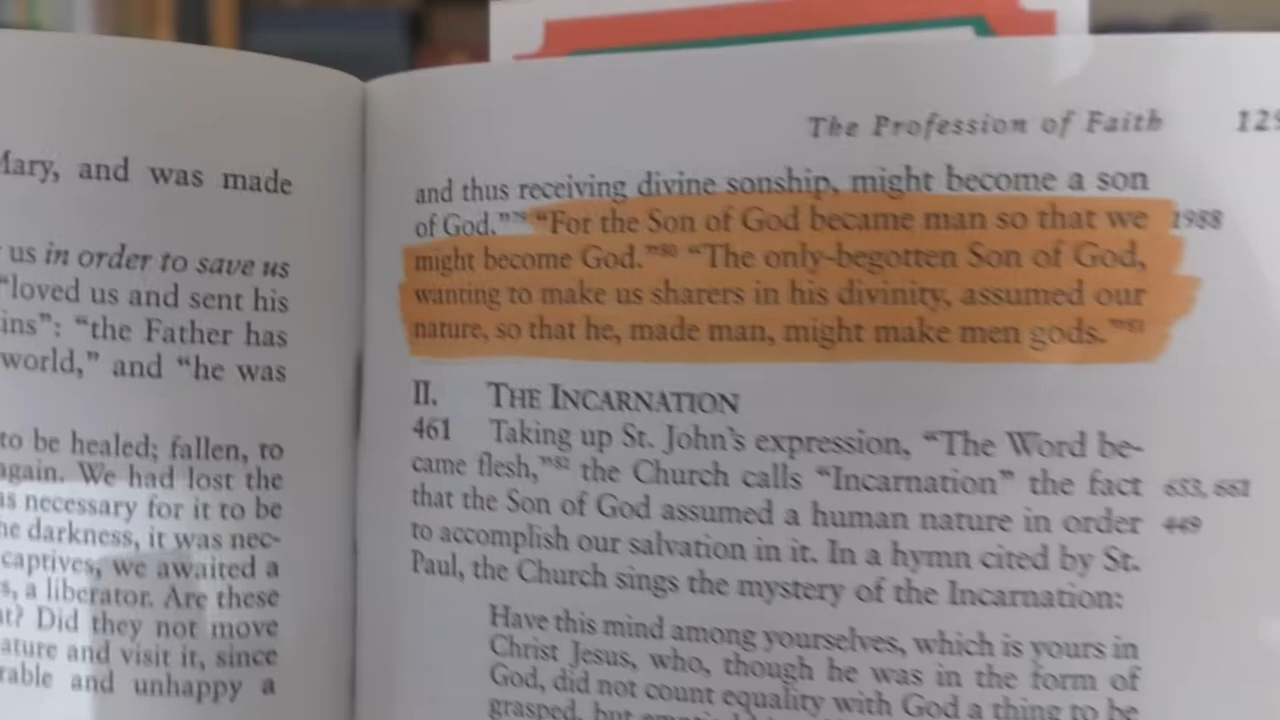 Mary, and was made
us in order to save us
"loved us and sent his
ins": "the Father has
world," and "he was
to be healed; fallen, to
again. We had lost the
as necessary for it to be
he darkness, it was nec-
captives, we awaited a
s, a liberator. Are these
t? Did they not move
ature and visit it, since
rable and unhappy a
The Profession of Faith 129
and thus receiving divine sonship, might become a son
of God."79 "For the Son of God became man so that we 1988
might become God."80 "The only-begotten Son of God,
wanting to make us sharers in his divinity, assumed our
nature, so that he, made man, might make men gods."81
II. THE INCARNATION
461 Taking up St. John's expression, "The Word be-
came flesh,"82 the Church calls "Incarnation" the fact 653, 661
that the Son of God assumed a human nature in order 449
to accomplish our salvation in it. In a hymn cited by St.
Paul, the Church sings the mystery of the Incarnation:
Have this mind among yourselves, which is yours in
Christ Jesus, who, though he was in the form of
God, did not count equality with God a thing to be
grasped, but emptied